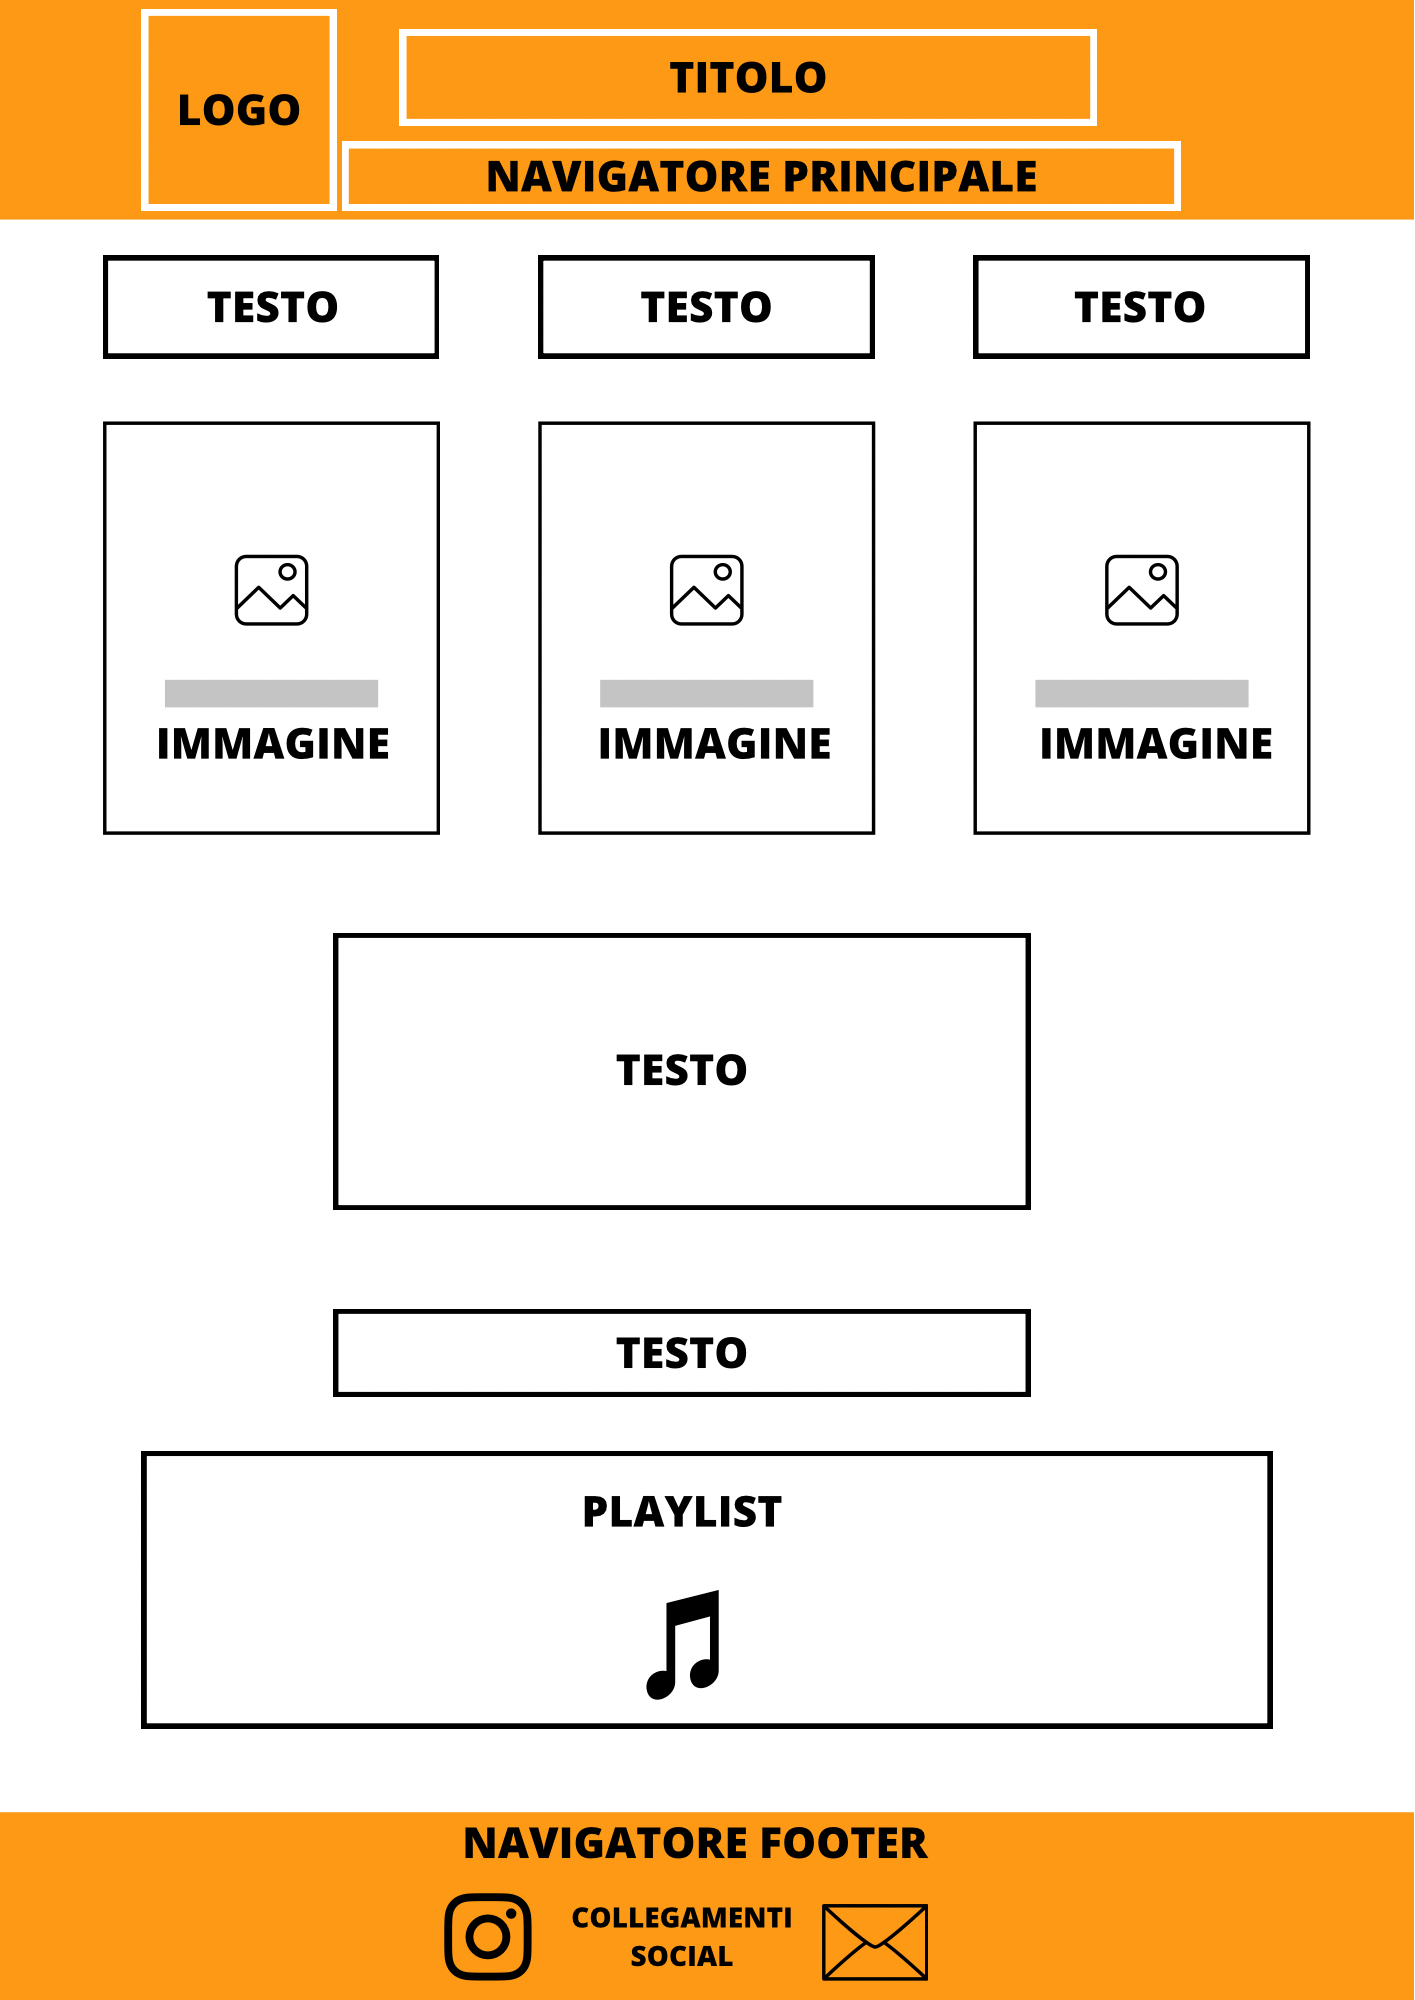 LOGO
TITOLO
NAVIGATORE PRINCIPALE
TESTO
TESTO
TESTO
IMMAGINE
IMMAGINE
IMMAGINE
TESTO
TESTO
PLAYLIST
NAVIGATORE FOOTER
COLLEGAMENTI
SOCIAL